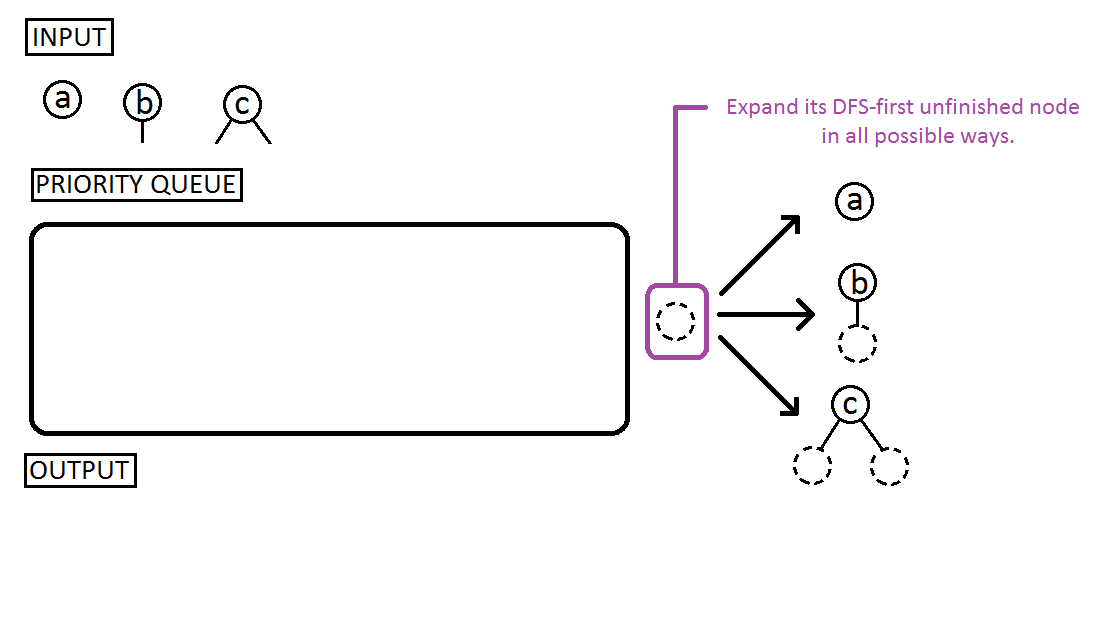 INPUT
a b c
Expand its DFS-first unfinished node
in all possible ways.
PRIORITY QUEUE
a
b
c
OUTPUT